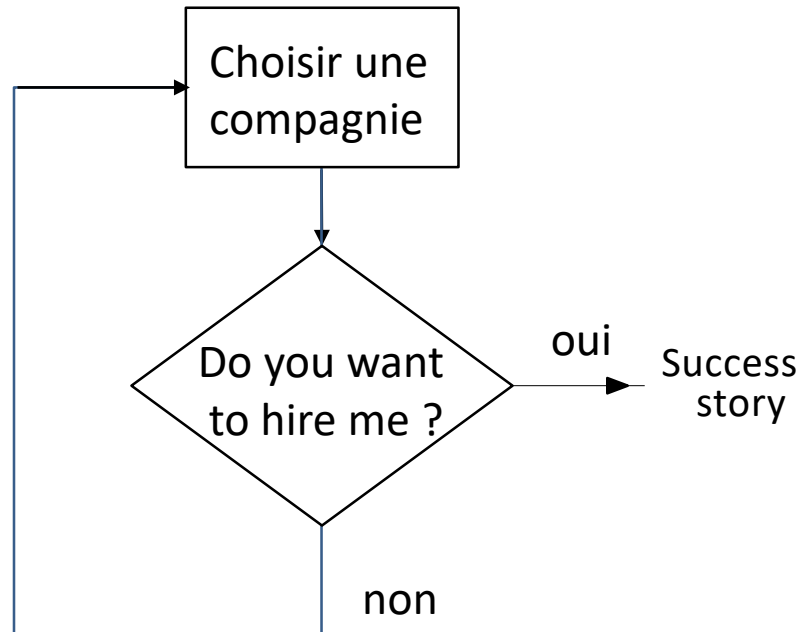 Choisir une
compagnie
Do you want
to hire me ?
oui
Success
story
non